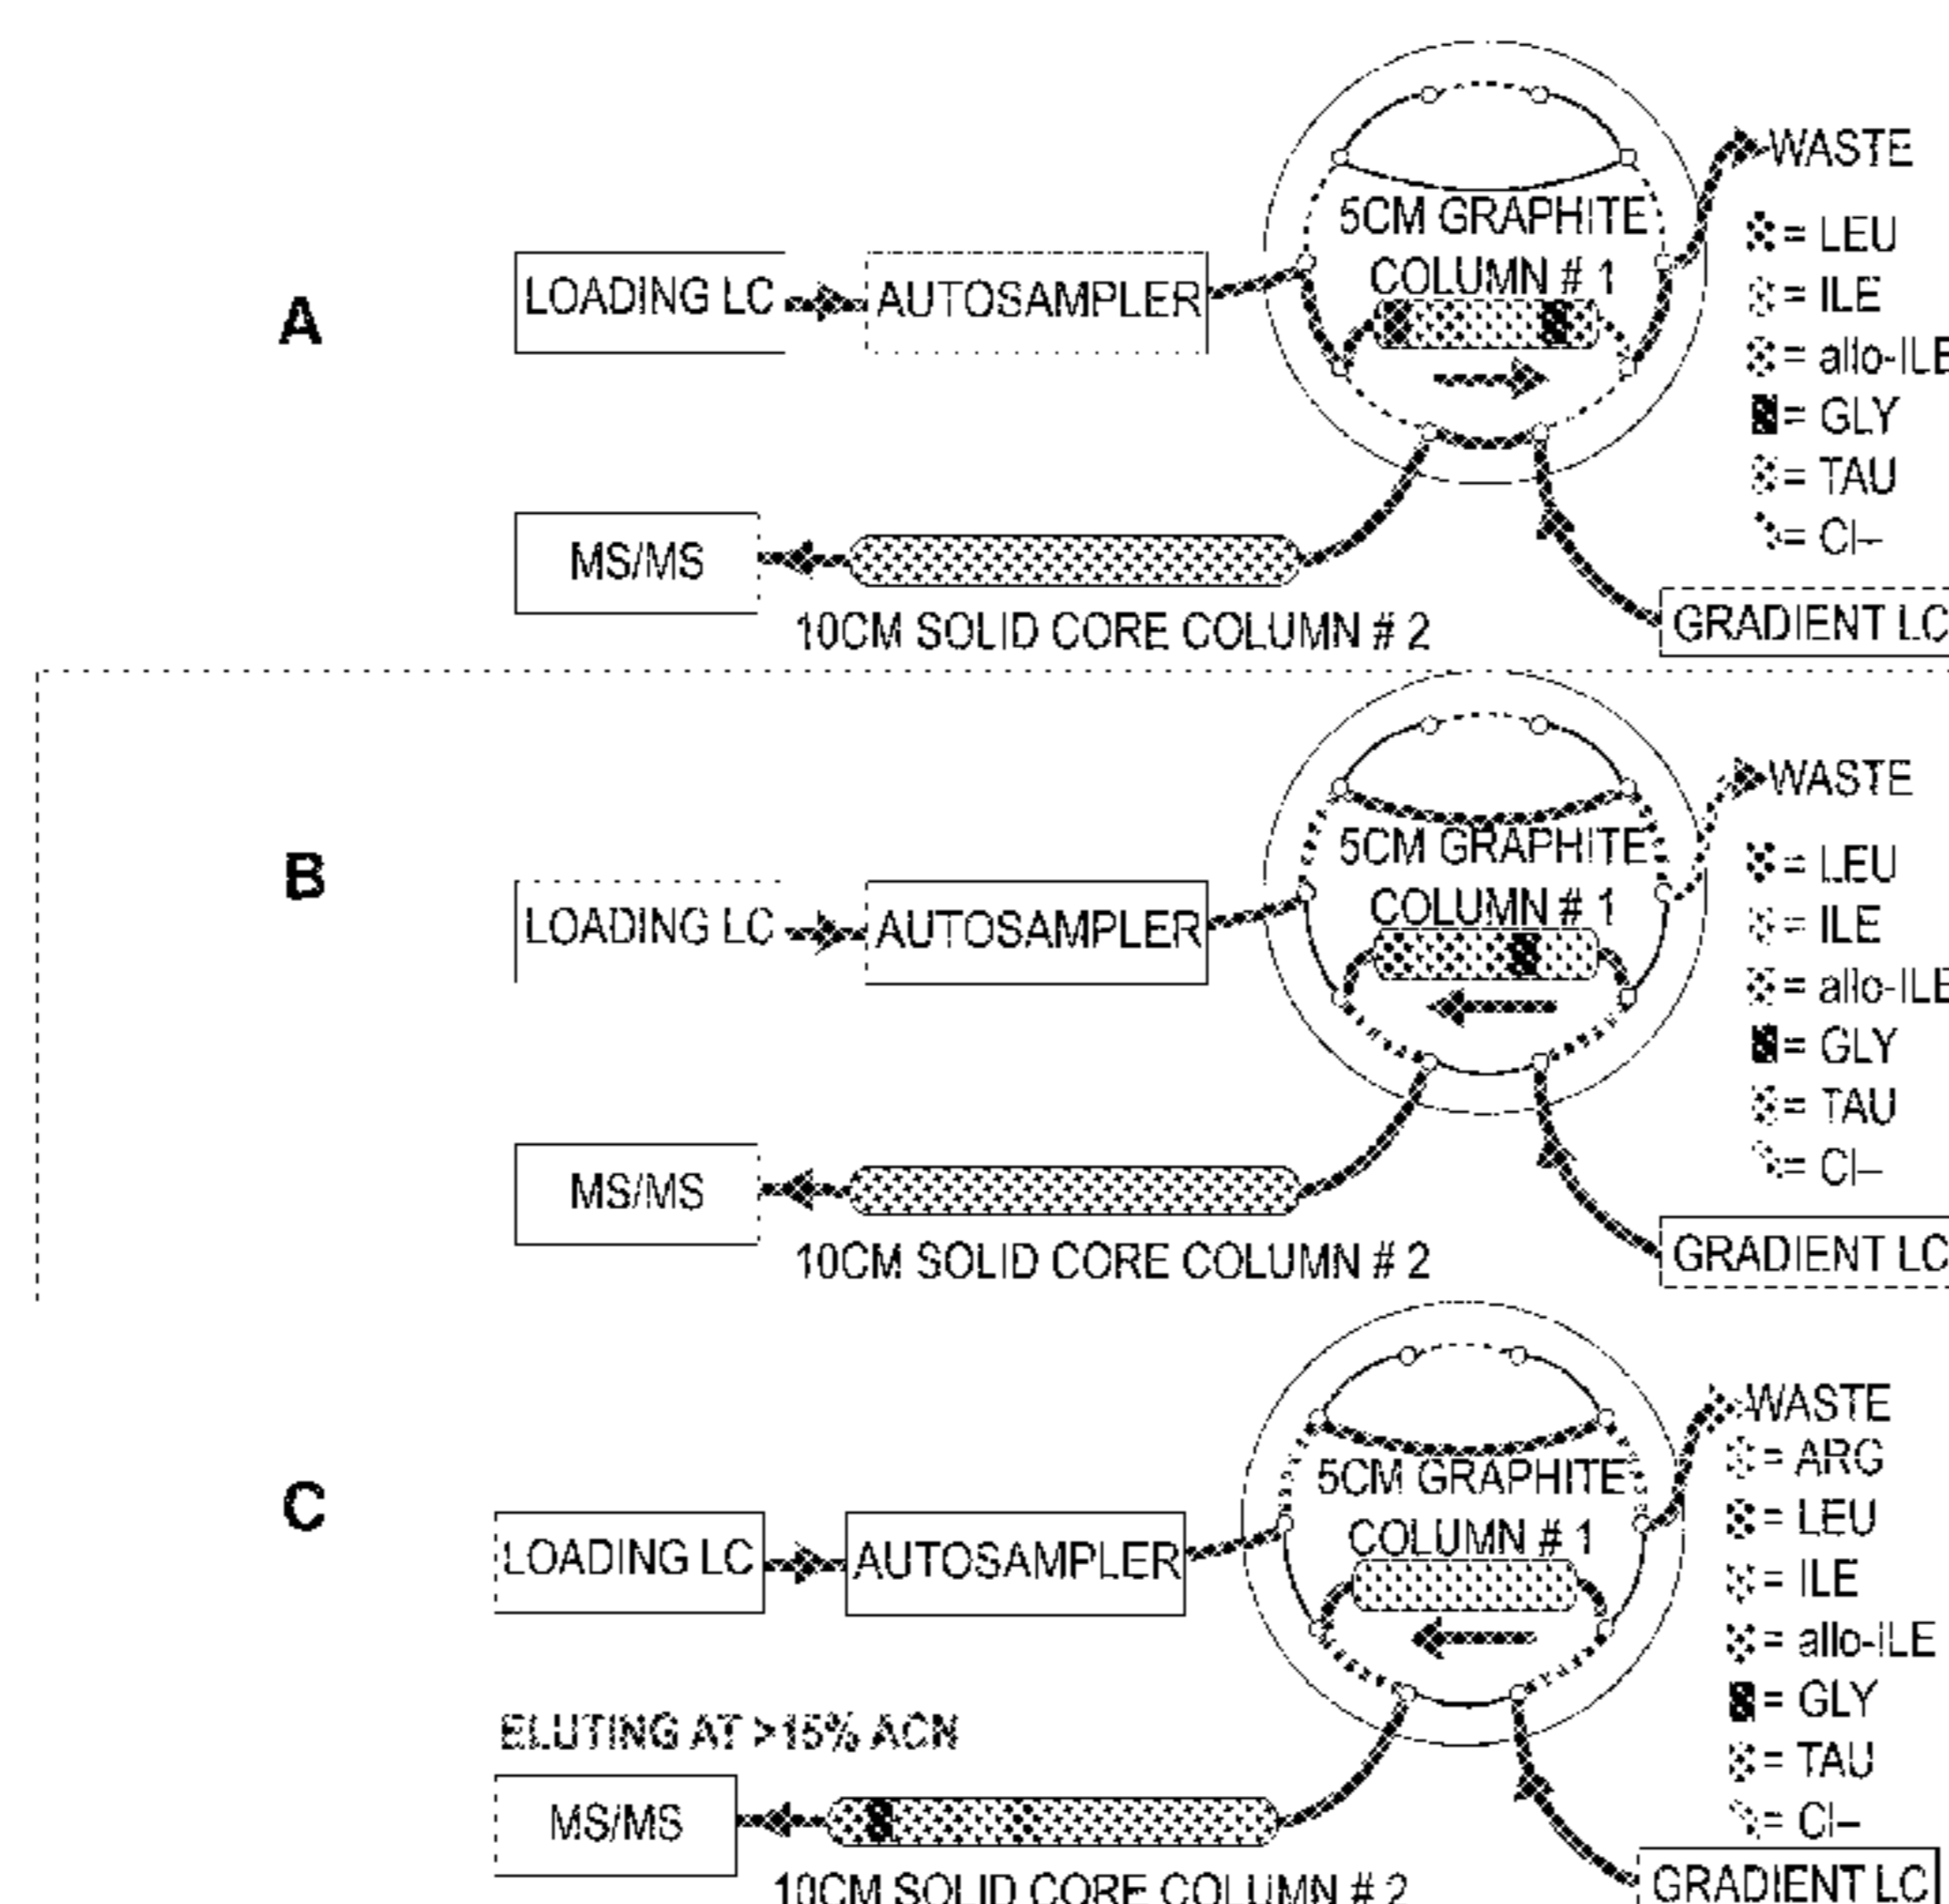 WASTE
5CM GRAPHITE
COLUMN # 1
A
LOADING LC
AUTOSAMPLER
= LEU
= ILE
= allo-ILE
= GLY
= TAU
= Cl–
MS/MS
10CM SOLID CORE COLUMN # 2
GRADIENT LC
WASTE
5CM GRAPHITE
COLUMN # 1
B
LOADING LC
AUTOSAMPLER
= LEU
= ILE
= allo-ILE
= GLY
= TAU
= Cl–
MS/MS
10CM SOLID CORE COLUMN # 2
GRADIENT LC
WASTE
5CM GRAPHITE
COLUMN # 1
C
LOADING LC
AUTOSAMPLER
= ARG
= LEU
= ILE
= allo-ILE
= GLY
= TAU
= Cl–
ELUTING AT >15% ACN
MS/MS
10CM SOLID CORE COLUMN # 2
GRADIENT LC